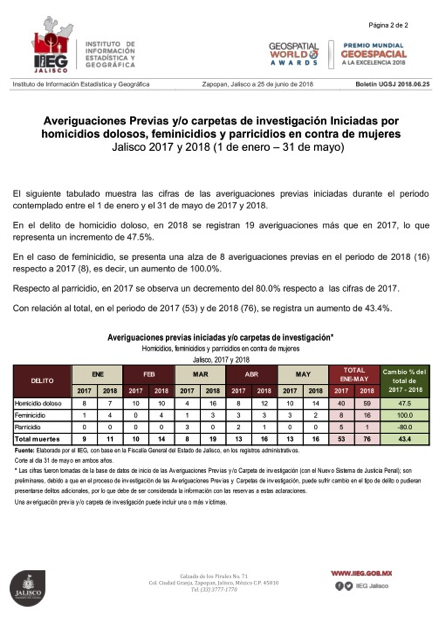 Página 2 de 2
IIEG
JALISCO
INSTITUTO DE
INFORMACIÓN
ESTADÍSTICA Y
GEOGRÁFICA
GEOSPATIAL
WORLD
AWARDS
PREMIO MUNDIAL
GEOESPACIAL
A LA EXCELENCIA 2018
Instituto de Información Estadística y Geográfica Zapopan, Jalisco a 25 de junio de 2018 Boletín UGSJ 2018.06.25
Averiguaciones Previas y/o carpetas de investigación Iniciadas por
homicidios dolosos, feminicidios y parricidios en contra de mujeres
Jalisco 2017 y 2018 (1 de enero – 31 de mayo)
El siguiente tabulado muestra las cifras de las averiguaciones previas iniciadas durante el periodo
contemplado entre el 1 de enero y el 31 de mayo de 2017 y 2018.
En el delito de homicidio doloso, en 2018 se registran 19 averiguaciones más que en 2017, lo que
representa un incremento de 47.5%.
En el caso de feminicidio, se presenta una alza de 8 averiguaciones previas en el periodo de 2018 (16)
respecto a 2017 (8), es decir, un aumento de 100.0%.
Respecto al parricidio, en 2017 se observa un decremento del 80.0% respecto a las cifras de 2017.
Con relación al total, en el periodo de 2017 (53) y de 2018 (76), se registra un aumento de 43.4%.
Averiguaciones previas iniciadas y/o carpetas de investigación*
Homicidios, feminicidios y parricidios en contra de mujeres
Jalisco, 2017 y 2018
DELITO ENE FEB MAR ABR MAY TOTAL ENE-MAY Cambio % del total de 2017 - 2018
2017 2018 2017 2018 2017 2018 2017 2018 2017 2018 2017 2018
Homicidio doloso 8 7 10 10 4 16 8 12 10 14 40 59 47.5
Feminicidio 1 4 0 4 1 3 3 3 3 2 8 16 100.0
Parricidio 0 0 0 0 3 0 2 1 0 0 5 1 -80.0
Total muertes 9 11 10 14 8 19 13 16 13 16 53 76 43.4
Fuente: Elaborado por el IIEG, con base en la Fiscalía General del Estado de Jalisco, en los registros administrativos.
Corte al día 31 de mayo en ambos años.
* Las cifras fueron tomadas de la base de datos de inicio de las Averiguaciones Previas y/o Carpeta de investigación (con el Nuevo Sistema de Justicia Penal); son
preliminares, debido a que en el proceso de investigación de las Averiguaciones Previas y Carpetas de investigación, puede sufrir cambio en el tipo de delito o pudieran
presentarse delitos adicionales, por lo que debe de ser considerada la información con las reservas a estas aclaraciones.
Una averiguación previa y/o carpeta de investigación puede incluir una o más víctimas.
JALISCO
Calzada de los Pirules No. 71
Col. Ciudad Granja, Zapopan, Jalisco, México C.P. 45010
Tel. (33) 3777-1770
WWW.IIEG.GOB.MX
IIEG Jalisco